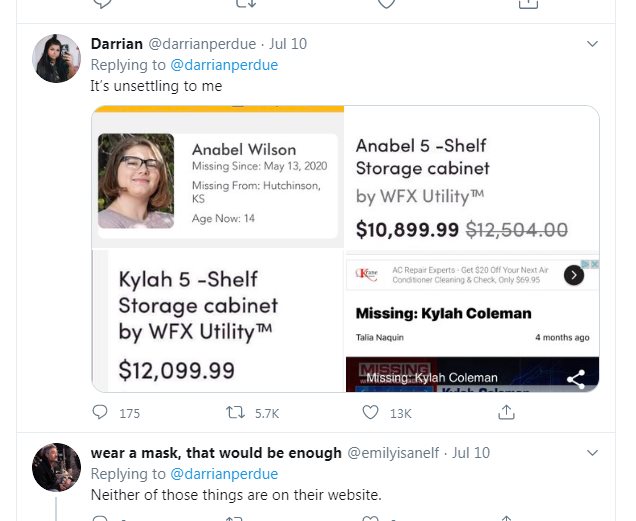 Darrian @darrianperdue · Jul 10
Replying to @darrianperdue
It's unsettling to me
Anabel Wilson
Missing Since: May 13, 2020
Missing From: Hutchinson,
KS
Age Now: 14
Anabel 5 -Shelf
Storage cabinet
by WFX Utility™
$10,899.99 $12,504.00
Kylah 5 -Shelf
Storage cabinet
by WFX Utility™
$12,099.99
Krane
AC Repair Experts - Get $20 Off Your Next Air
Conditioner Cleaning & Check, Only $69.95
Missing: Kylah Coleman
Talia Naquin 4 months ago
MISSING
Missing: Kylah Coleman
Kylah Coleman
175 5.7K 13K
wear a mask, that would be enough @emilyisanelf · Jul 10
Replying to @darrianperdue
Neither of those things are on their website.